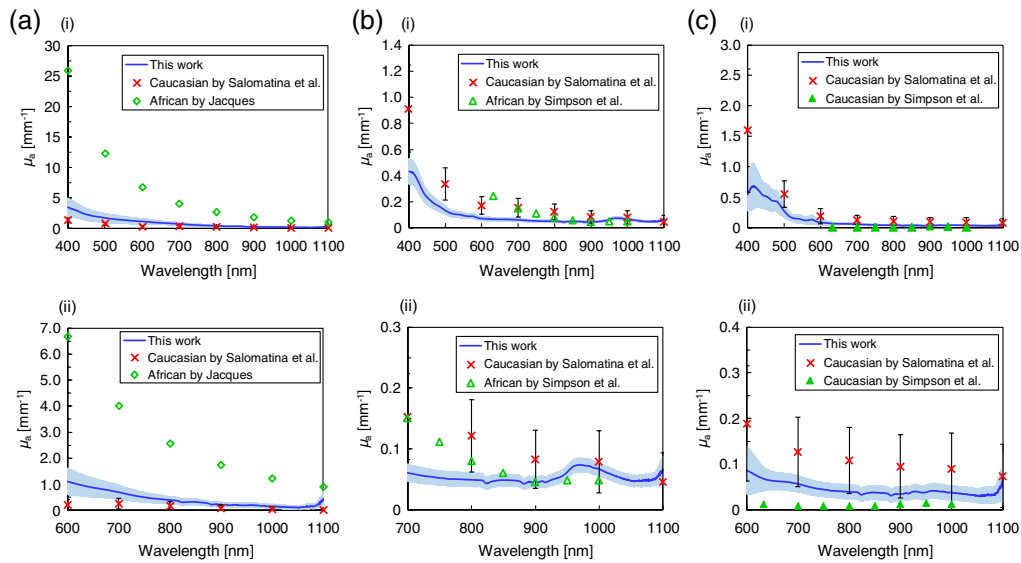 (a) (i)
30
25
20
15
10
5
0
μa [mm-1]
This work
Caucasian by Salomatina et al.
African by Jacques
400 500 600 700 800 900 1000 1100
Wavelength [nm]
(b) (i)
1.4
1.2
1.0
0.8
0.6
0.4
0.2
0
μa [mm-1]
This work
Caucasian by Salomatina et al.
African by Simpson et al.
400 500 600 700 800 900 1000 1100
Wavelength [nm]
(c) (i)
3.0
2.5
2.0
1.5
1.0
0.5
0
μa [mm-1]
This work
Caucasian by Salomatina et al.
Caucasian by Simpson et al.
400 500 600 700 800 900 1000 1100
Wavelength [nm]
(ii)
7.0
6.0
5.0
4.0
3.0
2.0
1.0
0
μa [mm-1]
This work
Caucasian by Salomatina et al.
African by Jacques
600 700 800 900 1000 1100
Wavelength [nm]
(ii)
0.3
0.2
0.1
0
μa [mm-1]
This work
Caucasian by Salomatina et al.
African by Simpson et al.
700 800 900 1000 1100
Wavelength [nm]
(ii)
0.4
0.3
0.2
0.1
0
μa [mm-1]
This work
Caucasian by Salomatina et al.
Caucasian by Simpson et al.
600 700 800 900 1000 1100
Wavelength [nm]